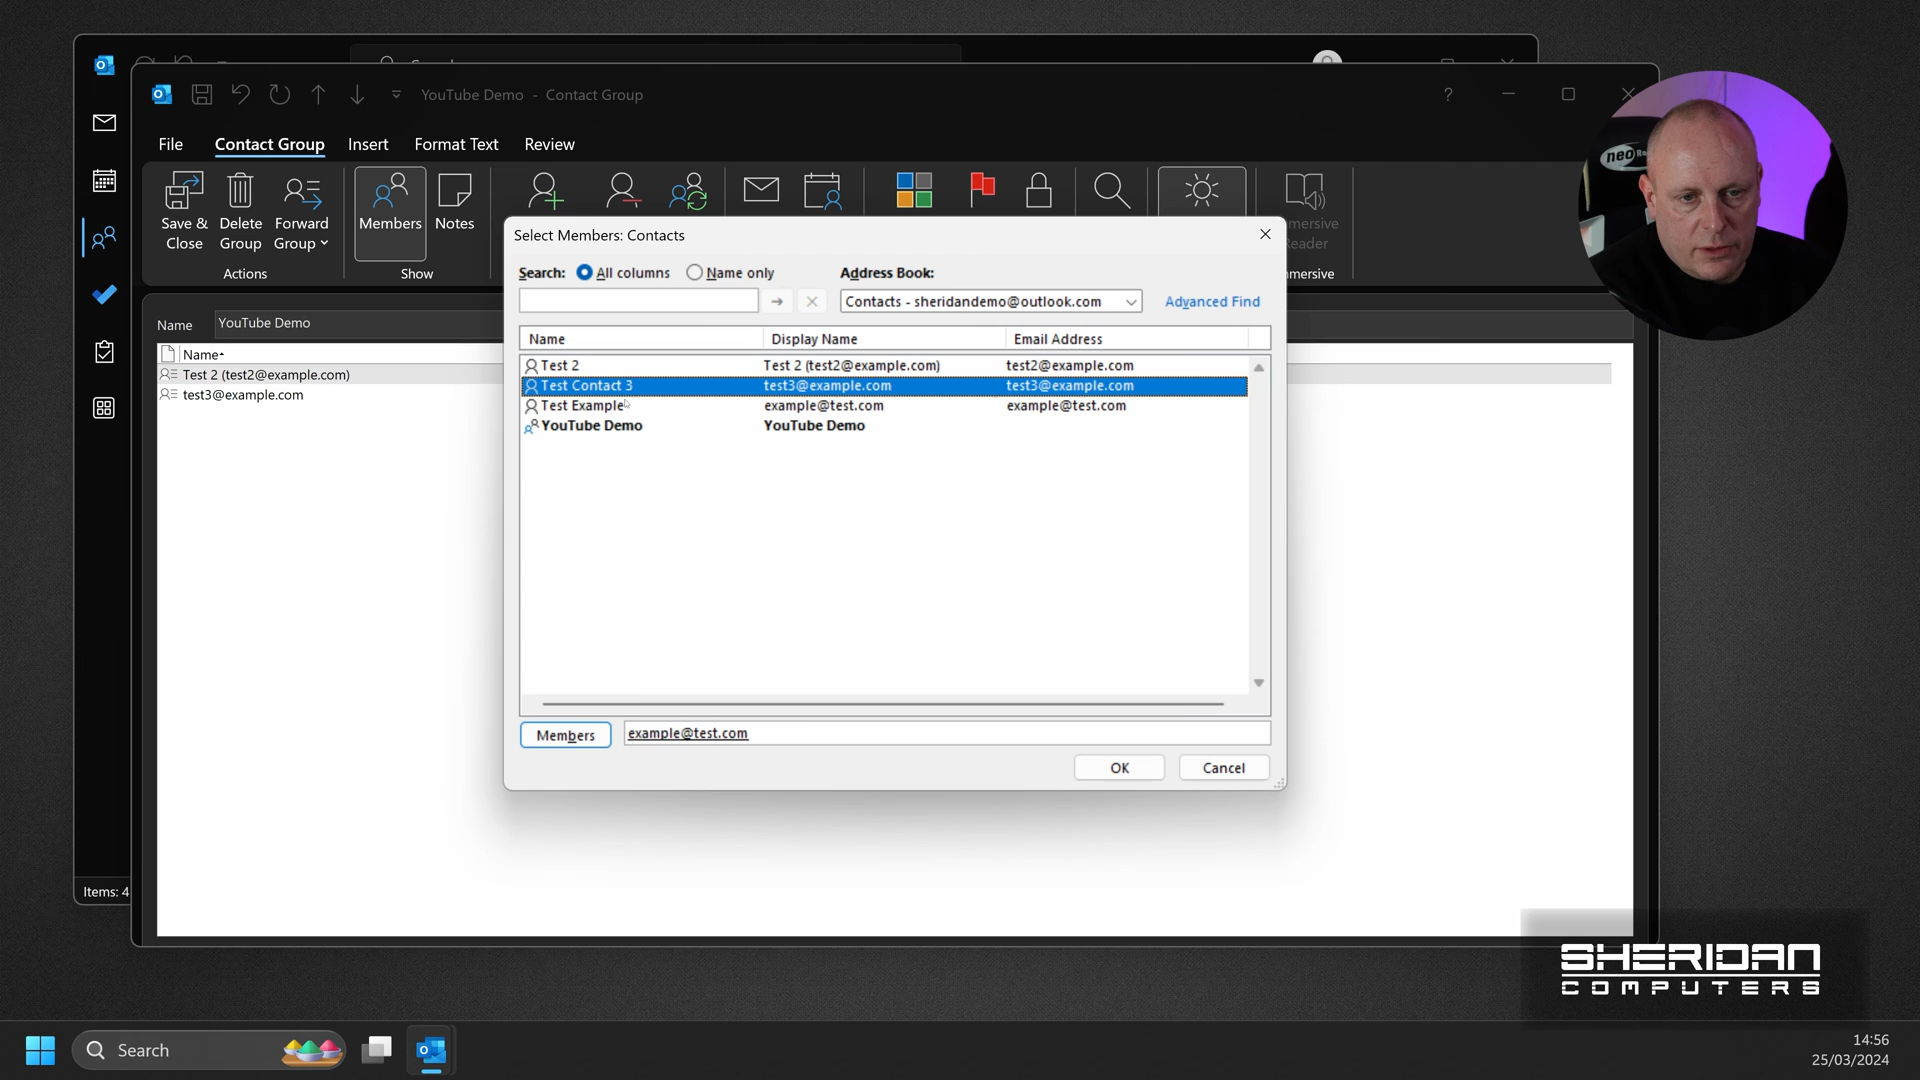 YouTube Demo - Contact Group
?
File
Contact Group
Insert
Format Text
Review
Save & Close
Delete Group
Forward Group
Members
Notes
Actions
Show
Reader
Name
YouTube Demo
Name
Test 2 (test2@example.com)
test3@example.com
Select Members: Contacts
Search:
All columns
Name only
Address Book:
Contacts - sheridandemo@outlook.com
Advanced Find
Name
Display Name
Email Address
Test 2
Test 2 (test2@example.com)
test2@example.com
Test Contact 3
test3@example.com
test3@example.com
Test Example
example@test.com
example@test.com
YouTube Demo
YouTube Demo
Members
example@test.com
OK
Cancel
Items: 4
neo
SHERIDAN
COMPUTERS
Search
14:56
25/03/2024